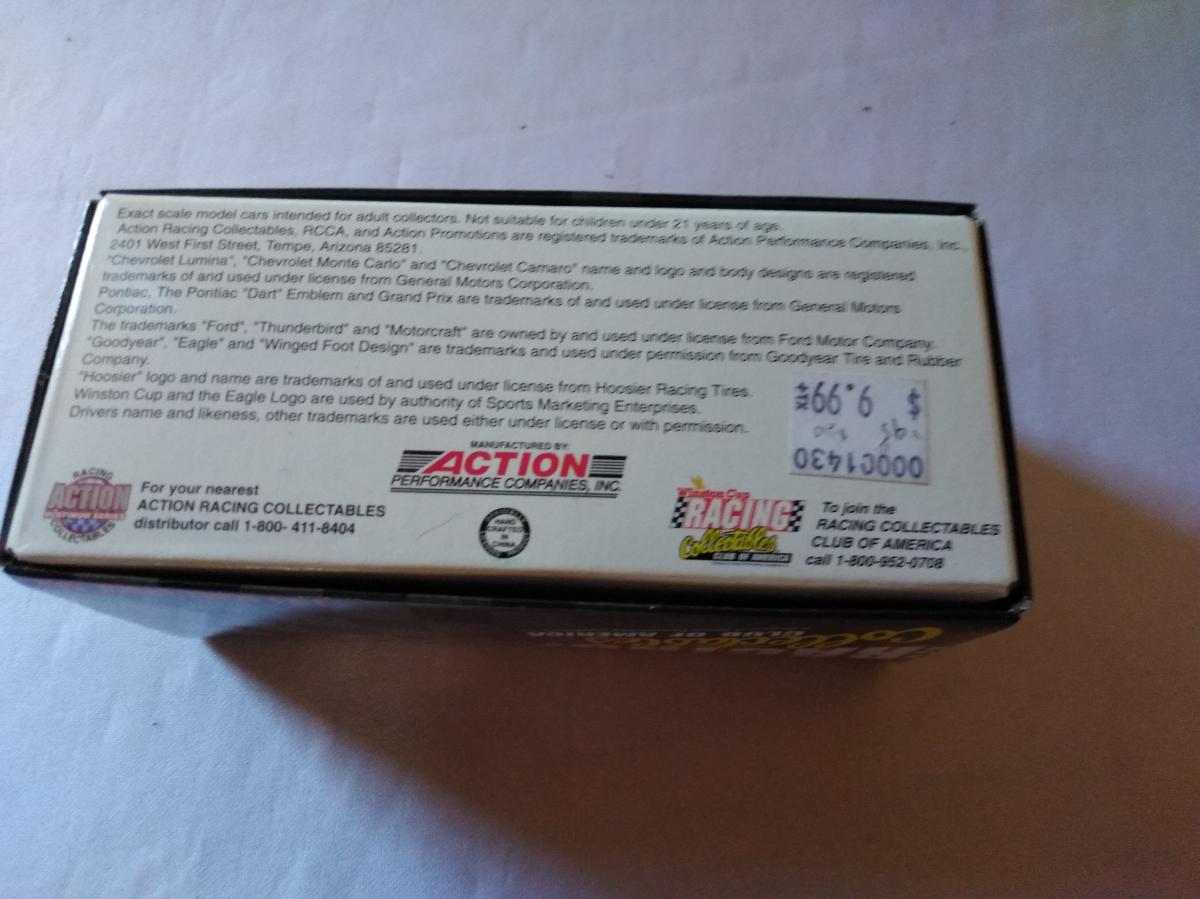 Exact scale model cars intended for adult collectors. Not suitable for children under 21 years of age.
Action Racing Collectables, RCCA, and Action Promotions are registered trademarks of Action Performance Companies, Inc.,
2401 West First Street, Tempe, Arizona 85281.
"Chevrolet Lumina", "Chevrolet Monte Carlo" and "Chevrolet Camaro" name and logo and body designs are registered
trademarks of and used under license from General Motors Corporation.
Pontiac, The Pontiac "Dart" Emblem and Grand Prix are trademarks of and used under license from General Motors
Corporation.
The trademarks "Ford", "Thunderbird" and "Motorcraft" are owned by and used under license from Ford Motor Company.
"Goodyear", "Eagle" and "Winged Foot Design" are trademarks and used under permission from Goodyear Tire and Rubber
Company.
"Hoosier" logo and name are trademarks of and used under license from Hoosier Racing Tires.
Winston Cup and the Eagle Logo are used by authority of Sports Marketing Enterprises.
Drivers name and likeness, other trademarks are used either under license or with permission.
00001430
$ 9.99
MANUFACTURED BY:
ACTION
PERFORMANCE COMPANIES, INC.
RACING
ACTION
COLLECTABLES
For your nearest
ACTION RACING COLLECTABLES
distributor call 1-800- 411-8404
HAND
CRAFTED
IN
CHINA
Winston Cup
RACING
Collectables
CLUB OF AMERICA
To join the
RACING COLLECTABLES
CLUB OF AMERICA
call 1-800-952-0708
Collectables
CLUB OF AMERICA